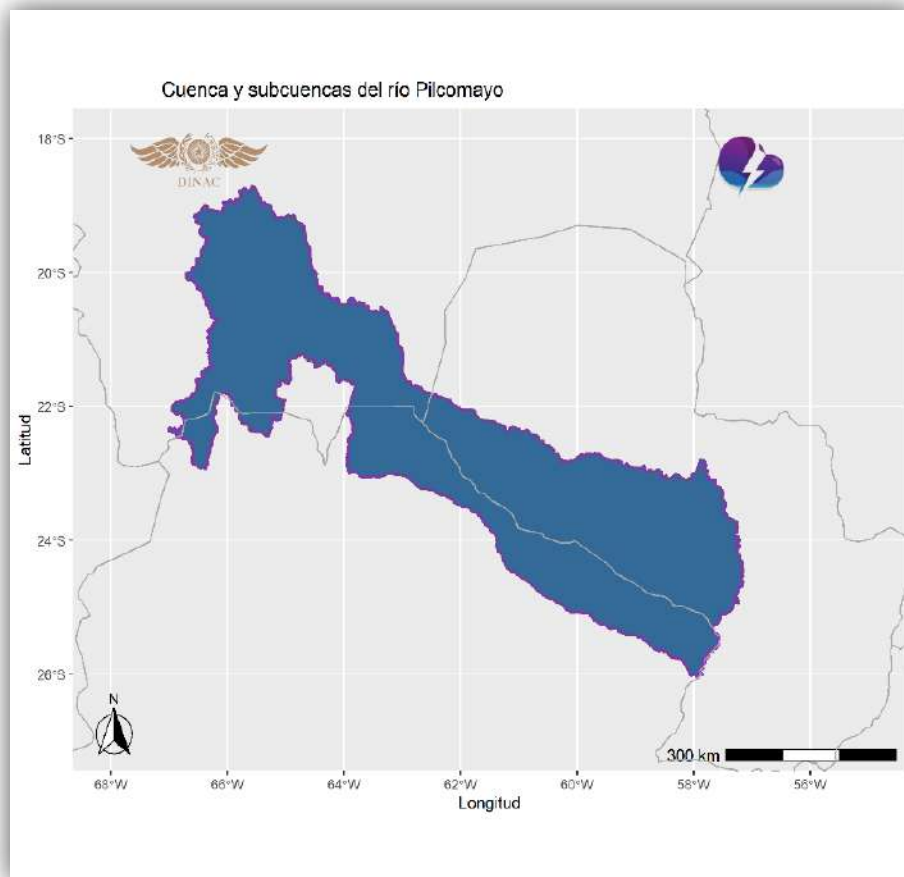 Cuenca y subcuencas del río Pilcomayo
18°S
DINAC
20°S
22°S
Latitud
24°S
26°S
N
300 km
68°W 66°W 64°W 62°W 60°W 58°W 56°W
Longitud